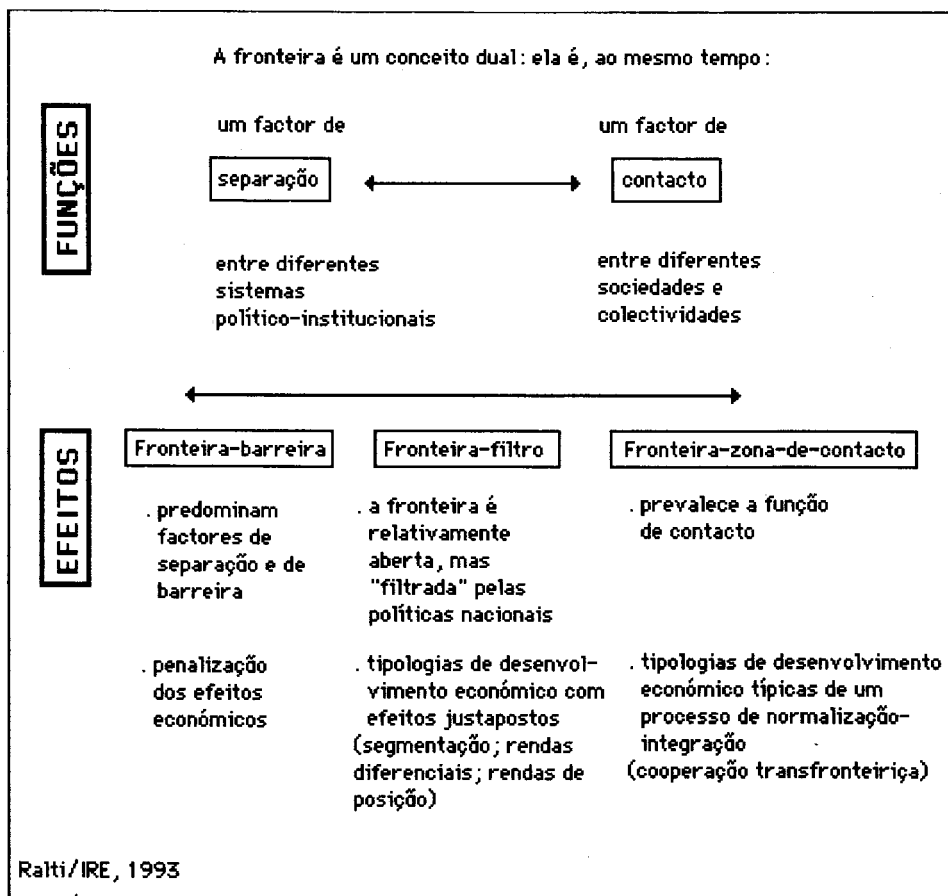 A fronteira é um conceito dual: ela é, ao mesmo tempo:
FUNÇÕES
um factor de
separação
entre diferentes
sistemas
político-institucionais
um factor de
contacto
entre diferentes
sociedades e
colectividades
EFEITOS
Fronteira-barreira
. predominam
factores de
separação e de
barreira
. penalização
dos efeitos
económicos
Fronteira-filtro
. a fronteira é
relativamente
aberta, mas
"filtrada" pelas
políticas nacionais
. tipologias de desenvol-
vimento económico com
efeitos justapostos
(segmentação; rendas
diferenciais; rendas de
posição)
Fronteira-zona-de-contacto
. prevalece a função
de contacto
. tipologias de desenvolvimento
económico típicas de um
processo de normalização-
integração
(cooperação transfronteiriça)
Ralti/IRE, 1993